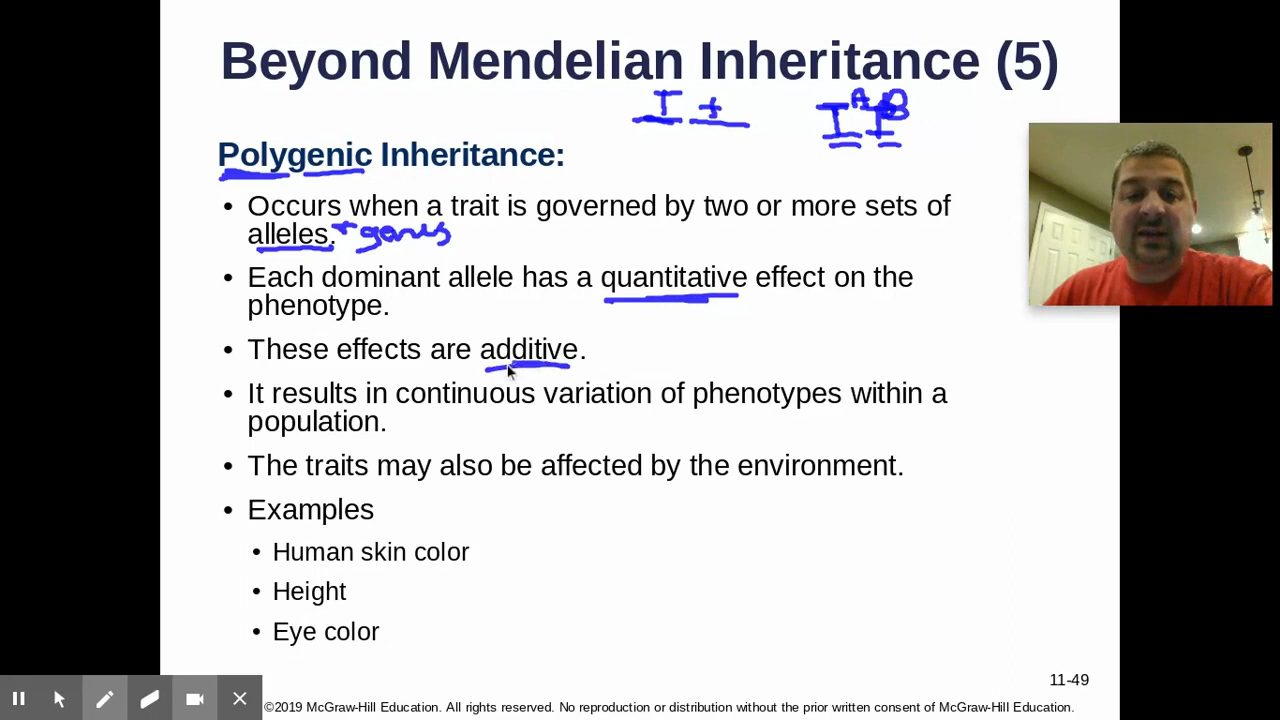 Beyond Mendelian Inheritance (5)
I I
I^A I^B
Polygenic Inheritance:
• Occurs when a trait is governed by two or more sets of
alleles. + genes
• Each dominant allele has a quantitative effect on the
phenotype.
• These effects are additive.
• It results in continuous variation of phenotypes within a
population.
• The traits may also be affected by the environment.
• Examples
• Human skin color
• Height
• Eye color
11-49
©2019 McGraw-Hill Education. All rights reserved. No reproduction or distribution without the prior written consent of McGraw-Hill Education.